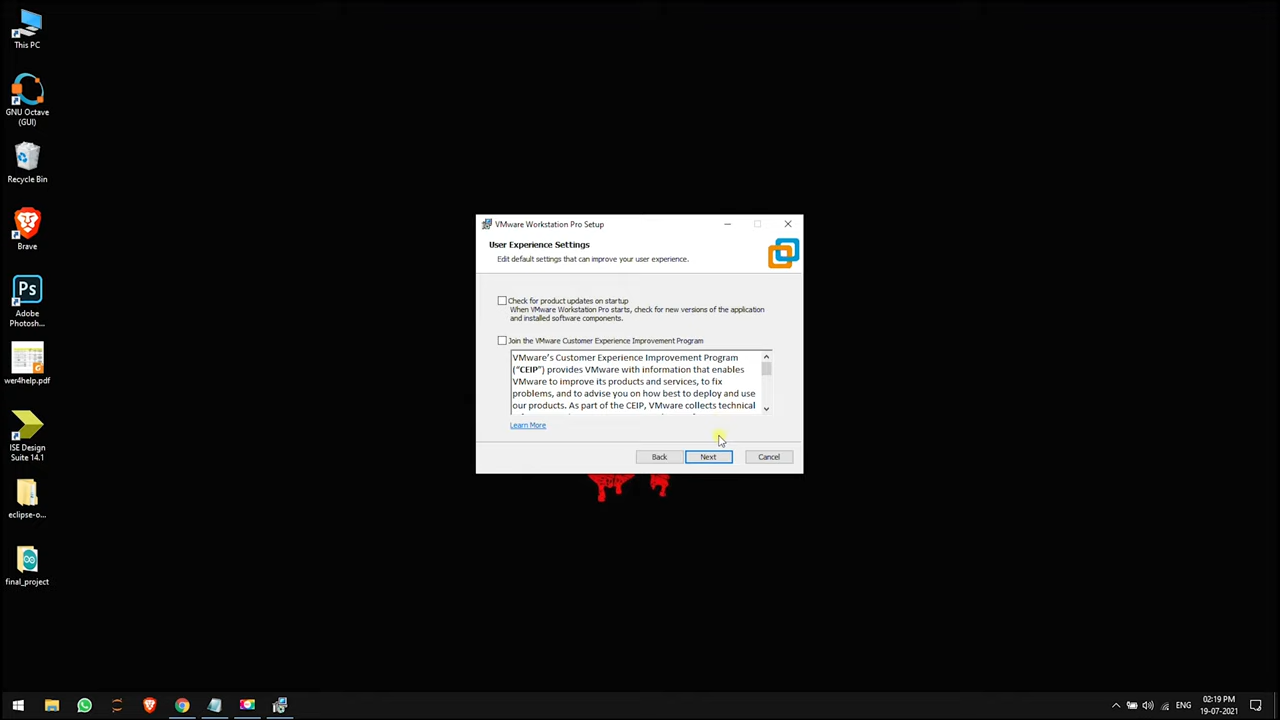 This PC
GNU Octave
(GUI)
Recycle Bin
Brave
Ps
Adobe
Photosh...
wer4help.pdf
ISE Design
Suite 14.1
eclipse-o...
final_project
VMware Workstation Pro Setup
User Experience Settings
Edit default settings that can improve your user experience.
Check for product updates on startup
When VMware Workstation Pro starts, check for new versions of the application
and installed software components.
Join the VMware Customer Experience Improvement Program
VMware's Customer Experience Improvement Program
("CEIP") provides VMware with information that enables
VMware to improve its products and services, to fix
problems, and to advise you on how best to deploy and use
our products. As part of the CEIP, VMware collects technical
Learn More
Back
Next
Cancel
ENG
02:19 PM
19-07-2021